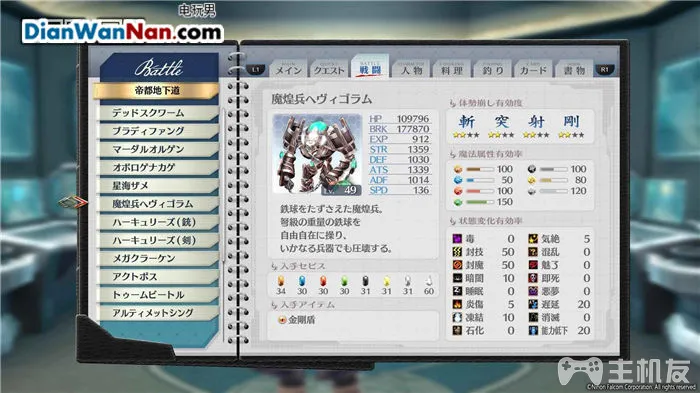 电玩男
DianWanNan.com
L1
メイン
クエスト
BATTLE
戦闘
人物
料理
釣り
カード
書物
R1
Battle
帝都地下道
デッドスクワーム
ブラディファング
マーダルオルゲン
オボロゲナカゲ
星海ザメ
魔煌兵ヘヴィゴラム
ハーキュリーズ(銃)
ハーキュリーズ(剣)
メガクラーケン
アクトポス
トゥームビートル
アルティメットシング
魔煌兵ヘヴィゴラム
Lv. 49
HP 109796
BRK 177870
EXP 912
STR 1359
DEF 1030
ATS 1339
ADF 1014
SPD 136
鉄球をたずさえた魔煌兵。
弩級の重量の鉄球を
自由自在に操り、
いかなる兵器でも圧壊する。
入手セピス
34 30 30 30 31 31 31 60
入手アイテム
金剛盾
体勢崩し有効度
斬 突 射 剛
魔法属性有効率
100 100
50 80
100 120
150
状態変化有効率
毒 0 気絶 5
封技 50 混乱 0
封魔 50 魅了 0
暗闇 10 即死 0
睡眠 0 悪夢 0
炎傷 5 遅延 20
凍結 10 消滅 0
石化 0 能力低下 20
主机友
©Nihon Falcom Corporation. All rights reserved.